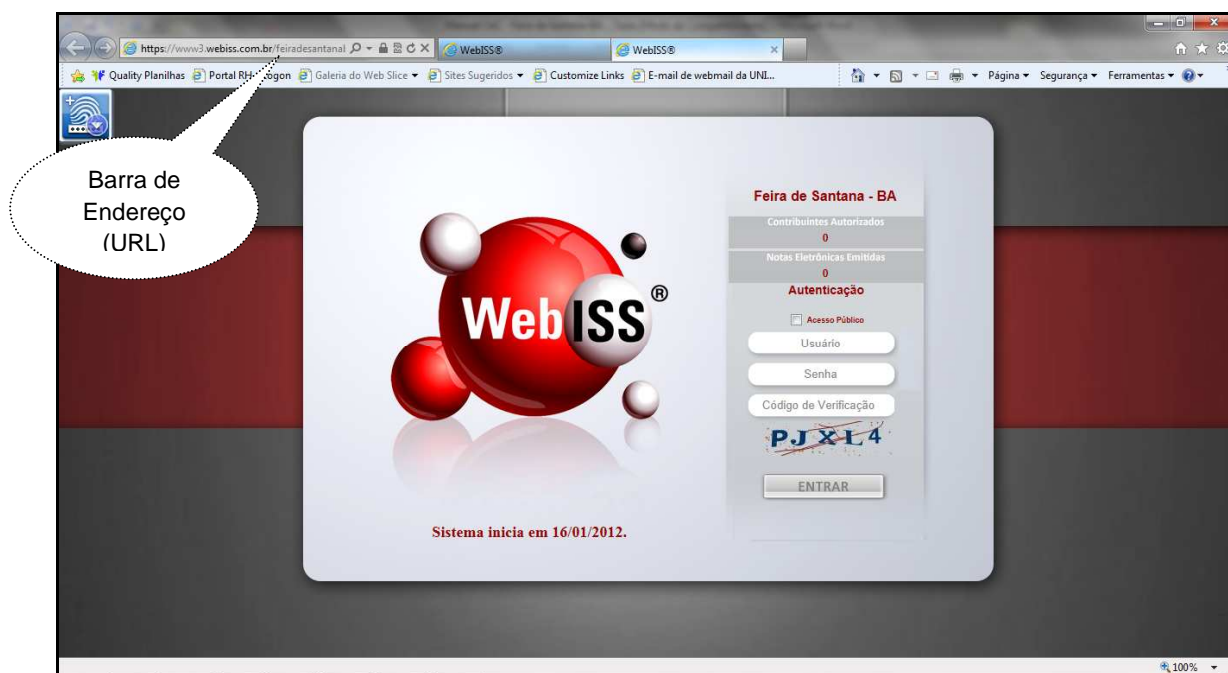 https://www3.webiss.com.br/feiradesantanal
WebISS®
WebISS®
Quality Planilhas
Galeria do Web Slice
Sites Sugeridos
Customize Links
E-mail de webmail da UNI...
Página
Segurança
Ferramentas
Barra de
Endereço
(URL)
WebISS®
Feira de Santana - BA
Contribuintes Autorizados
0
Notas Eletrônicas Emitidas
0
Autenticação
Acesso Público
Usuário
Senha
Código de Verificação
PJXL4
ENTRAR
Sistema inicia em 16/01/2012.
100%